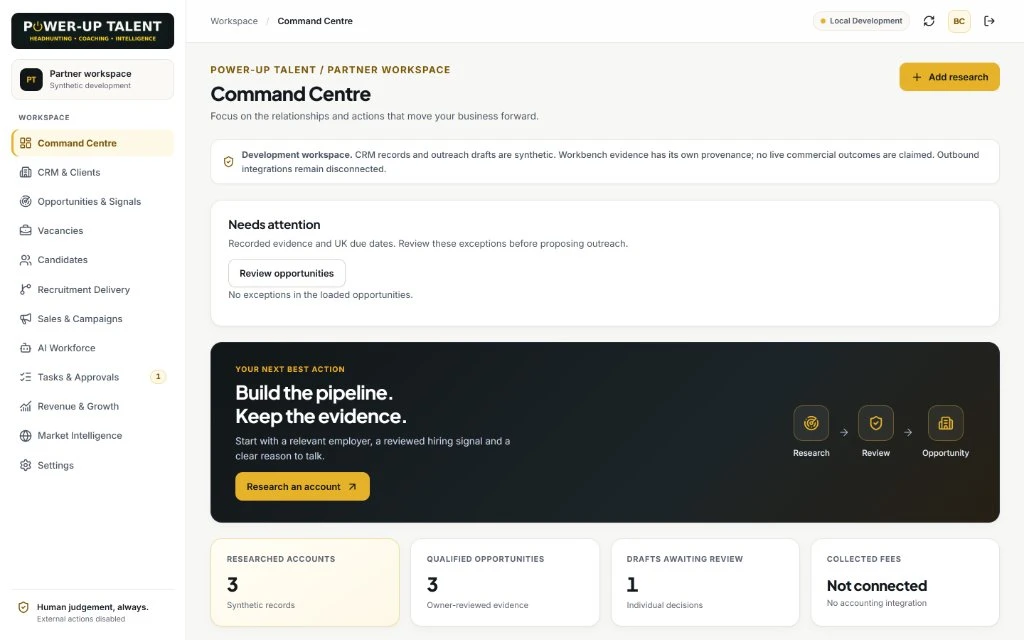 POWER-UP TALENT
HEADHUNTING • COACHING • INTELLIGENCE
PT
Partner workspace
Synthetic development
WORKSPACE
Command Centre
CRM & Clients
Opportunities & Signals
Vacancies
Candidates
Recruitment Delivery
Sales & Campaigns
AI Workforce
Tasks & Approvals
1
Revenue & Growth
Market Intelligence
Settings
Human judgement, always.
External actions disabled
Workspace / Command Centre
Local Development
BC
POWER-UP TALENT / PARTNER WORKSPACE
Command Centre
Focus on the relationships and actions that move your business forward.
+ Add research
Development workspace. CRM records and outreach drafts are synthetic. Workbench evidence has its own provenance; no live commercial outcomes are claimed. Outbound
integrations remain disconnected.
Needs attention
Recorded evidence and UK due dates. Review these exceptions before proposing outreach.
Review opportunities
No exceptions in the loaded opportunities.
YOUR NEXT BEST ACTION
Build the pipeline.
Keep the evidence.
Start with a relevant employer, a reviewed hiring signal and a
clear reason to talk.
Research an account
Research
Review
Opportunity
RESEARCHED ACCOUNTS
3
Synthetic records
QUALIFIED OPPORTUNITIES
3
Owner-reviewed evidence
DRAFTS AWAITING REVIEW
1
Individual decisions
COLLECTED FEES
Not connected
No accounting integration